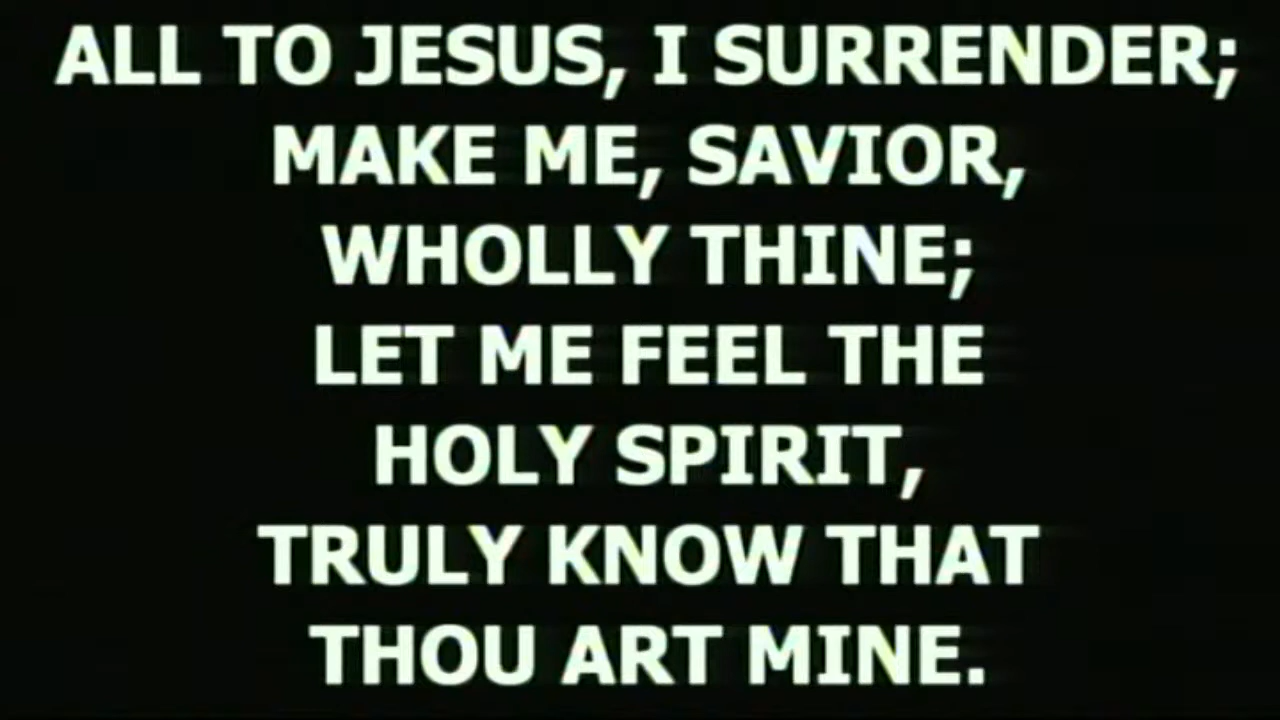 ALL TO JESUS, I SURRENDER;
MAKE ME, SAVIOR,
WHOLLY THINE;
LET ME FEEL THE
HOLY SPIRIT,
TRULY KNOW THAT
THOU ART MINE.